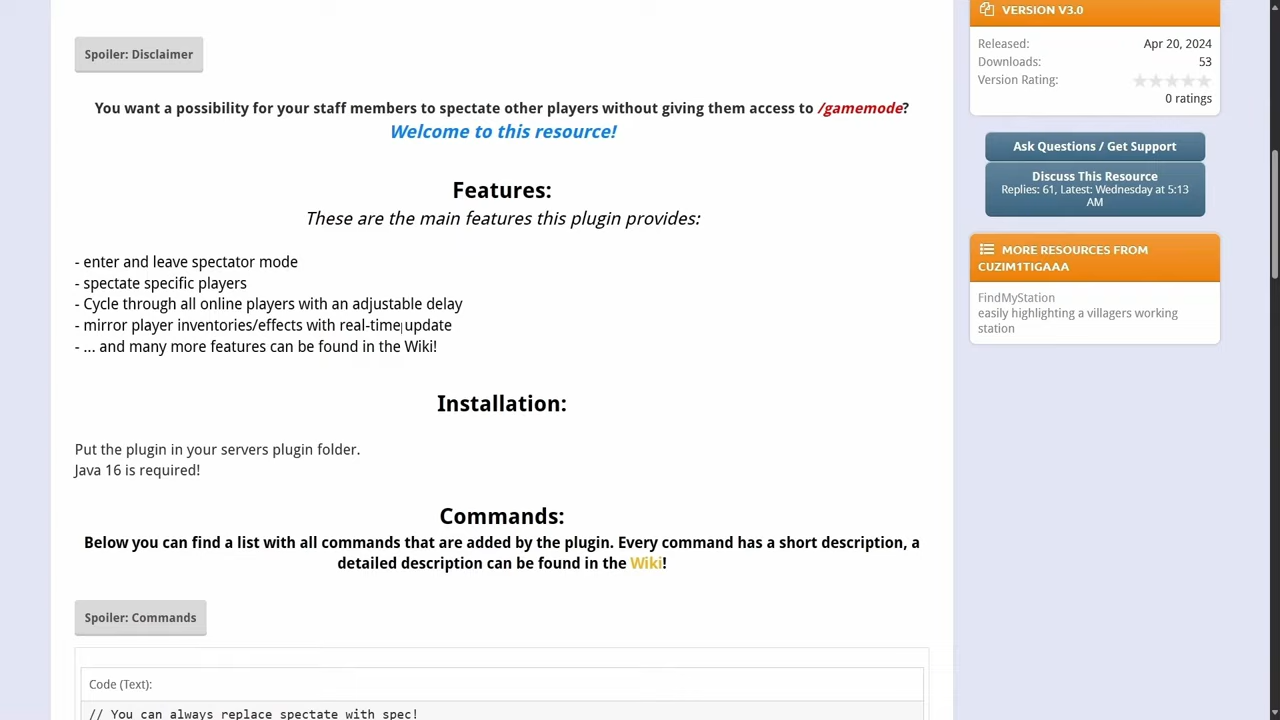 Spoiler: Disclaimer
You want a possibility for your staff members to spectate other players without giving them access to /gamemode?
Welcome to this resource!
Features:
These are the main features this plugin provides:
- enter and leave spectator mode
- spectate specific players
- Cycle through all online players with an adjustable delay
- mirror player inventories/effects with real-time update
- ... and many more features can be found in the Wiki!
Installation:
Put the plugin in your servers plugin folder.
Java 16 is required!
Commands:
Below you can find a list with all commands that are added by the plugin. Every command has a short description, a
detailed description can be found in the Wiki!
Spoiler: Commands
Code (Text):
// You can always replace spectate with spec!
VERSION V3.0
Released: Apr 20, 2024
Downloads: 53
Version Rating:
0 ratings
Ask Questions / Get Support
Discuss This Resource
Replies: 61, Latest: Wednesday at 5:13
AM
MORE RESOURCES FROM
CUZIM1TIGAAA
FindMyStation
easily highlighting a villagers working
station